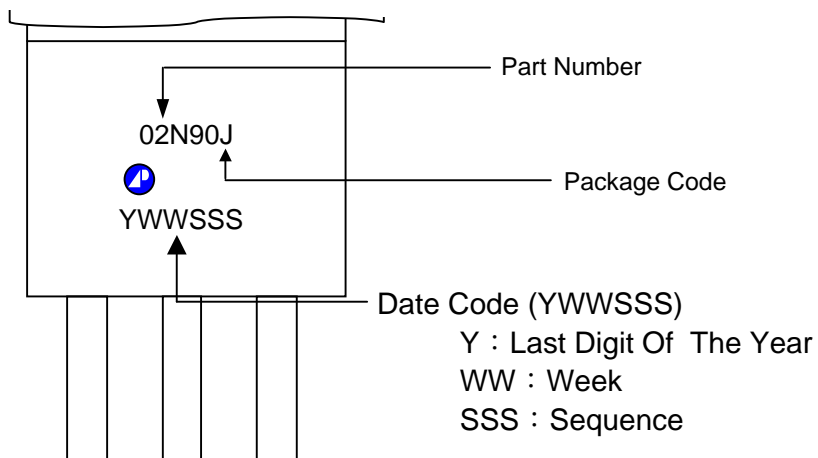 Part Number
02N90J
Package Code
YWWSSS
Date Code (YWWSSS)
Y：Last Digit Of The Year
WW：Week
SSS：Sequence